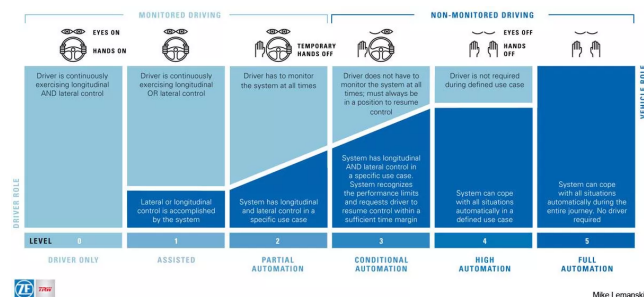 MONITORED DRIVING
NON-MONITORED DRIVING
EYES ON
HANDS ON
TEMPORARY
HANDS OFF
EYES OFF
HANDS
OFF
Driver is continuously
exercising longitudinal
AND lateral control
Driver is continuously
exercising longitudinal
OR lateral control
Driver has to monitor
the system at all times
Driver does not have to
monitor the system at all
times; must always be
in a position to resume
control
Driver is not required
during defined use case
Lateral or longitudinal
control is accomplished
by the system
System has longitudinal
and lateral control in a
specific use case
System has longitudinal
AND lateral control in
a specific use case.
System recognizes
the performance limits
and requests driver to
resume control within a
sufficient time margin
System can cope
with all situations
automatically in a
defined use case
System can cope
with all situations
automatically during the
entire journey. No driver
required
DRIVER ROLE
VEHICLE ROLE
LEVEL 0 1 2 3 4 5
DRIVER ONLY
ASSISTED
PARTIAL
AUTOMATION
CONDITIONAL
AUTOMATION
HIGH
AUTOMATION
FULL
AUTOMATION
ZF
TRW
Mike Lemanski